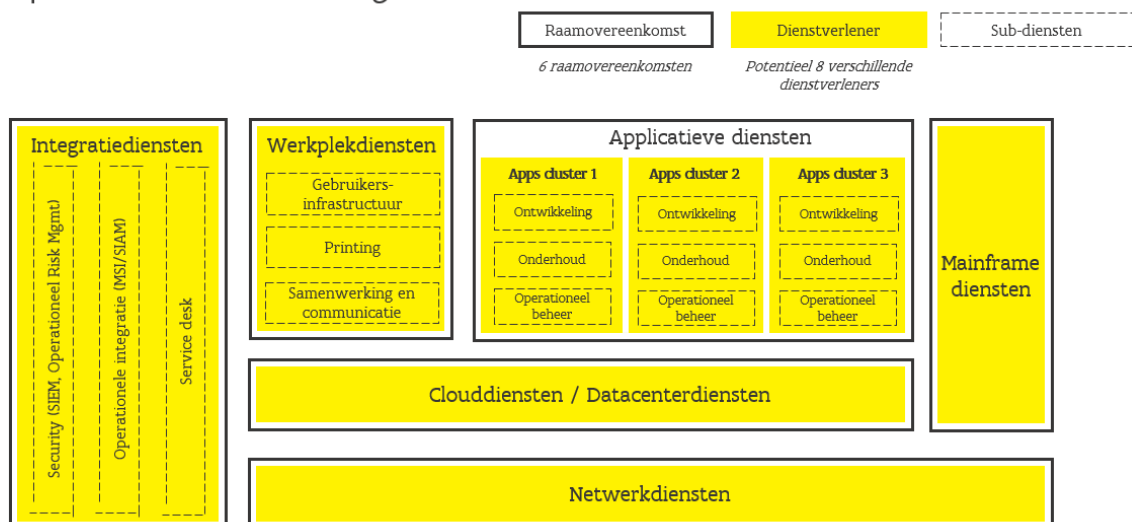 Raamovereenkomst
Dienstverlener
Sub-diensten
6 raamovereenkomsten
Potentieel 8 verschillende
dienstverleners
Integratiediensten
Security (SIEM, Operationeel Risk Mgmt)
Operationele integratie (MSI/SIAM)
Service desk
Werkplekdiensten
Gebruikers-
infrastructuur
Printing
Samenwerking en
communicatie
Applicatieve diensten
Apps cluster 1
Ontwikkeling
Onderhoud
Operationeel
beheer
Apps cluster 2
Ontwikkeling
Onderhoud
Operationeel
beheer
Apps cluster 3
Ontwikkeling
Onderhoud
Operationeel
beheer
Mainframe
diensten
Clouddiensten / Datacenterdiensten
Netwerkdiensten